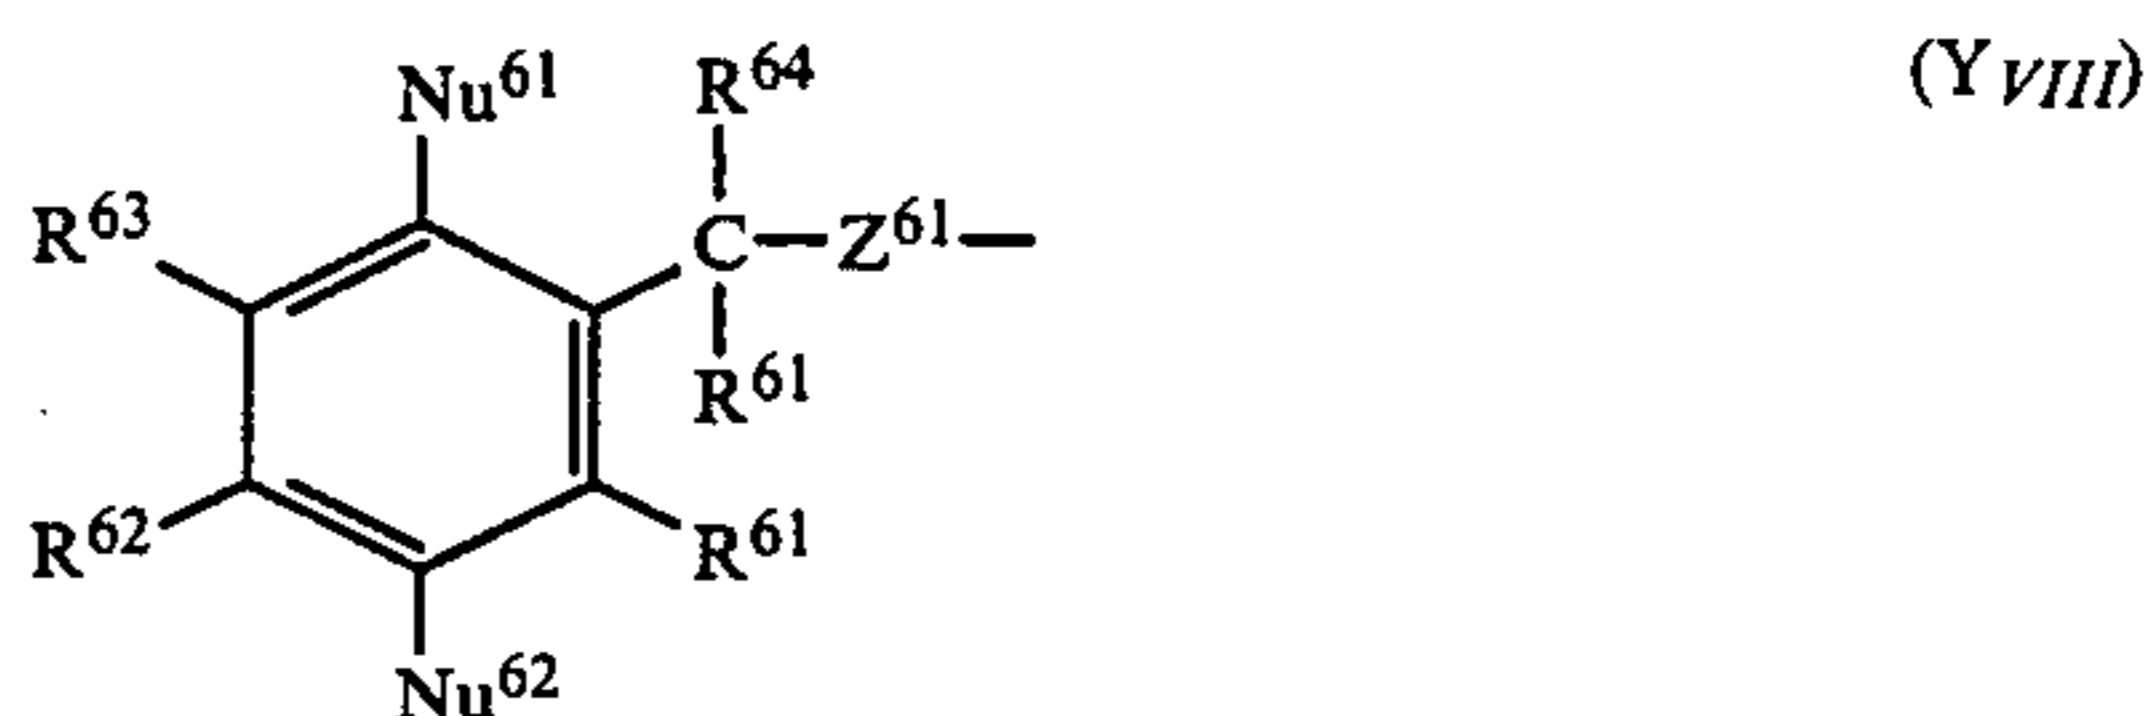 Nu61 R64 (YVIII)
R63 C—Z61—
R61
R62 R61
Nu62